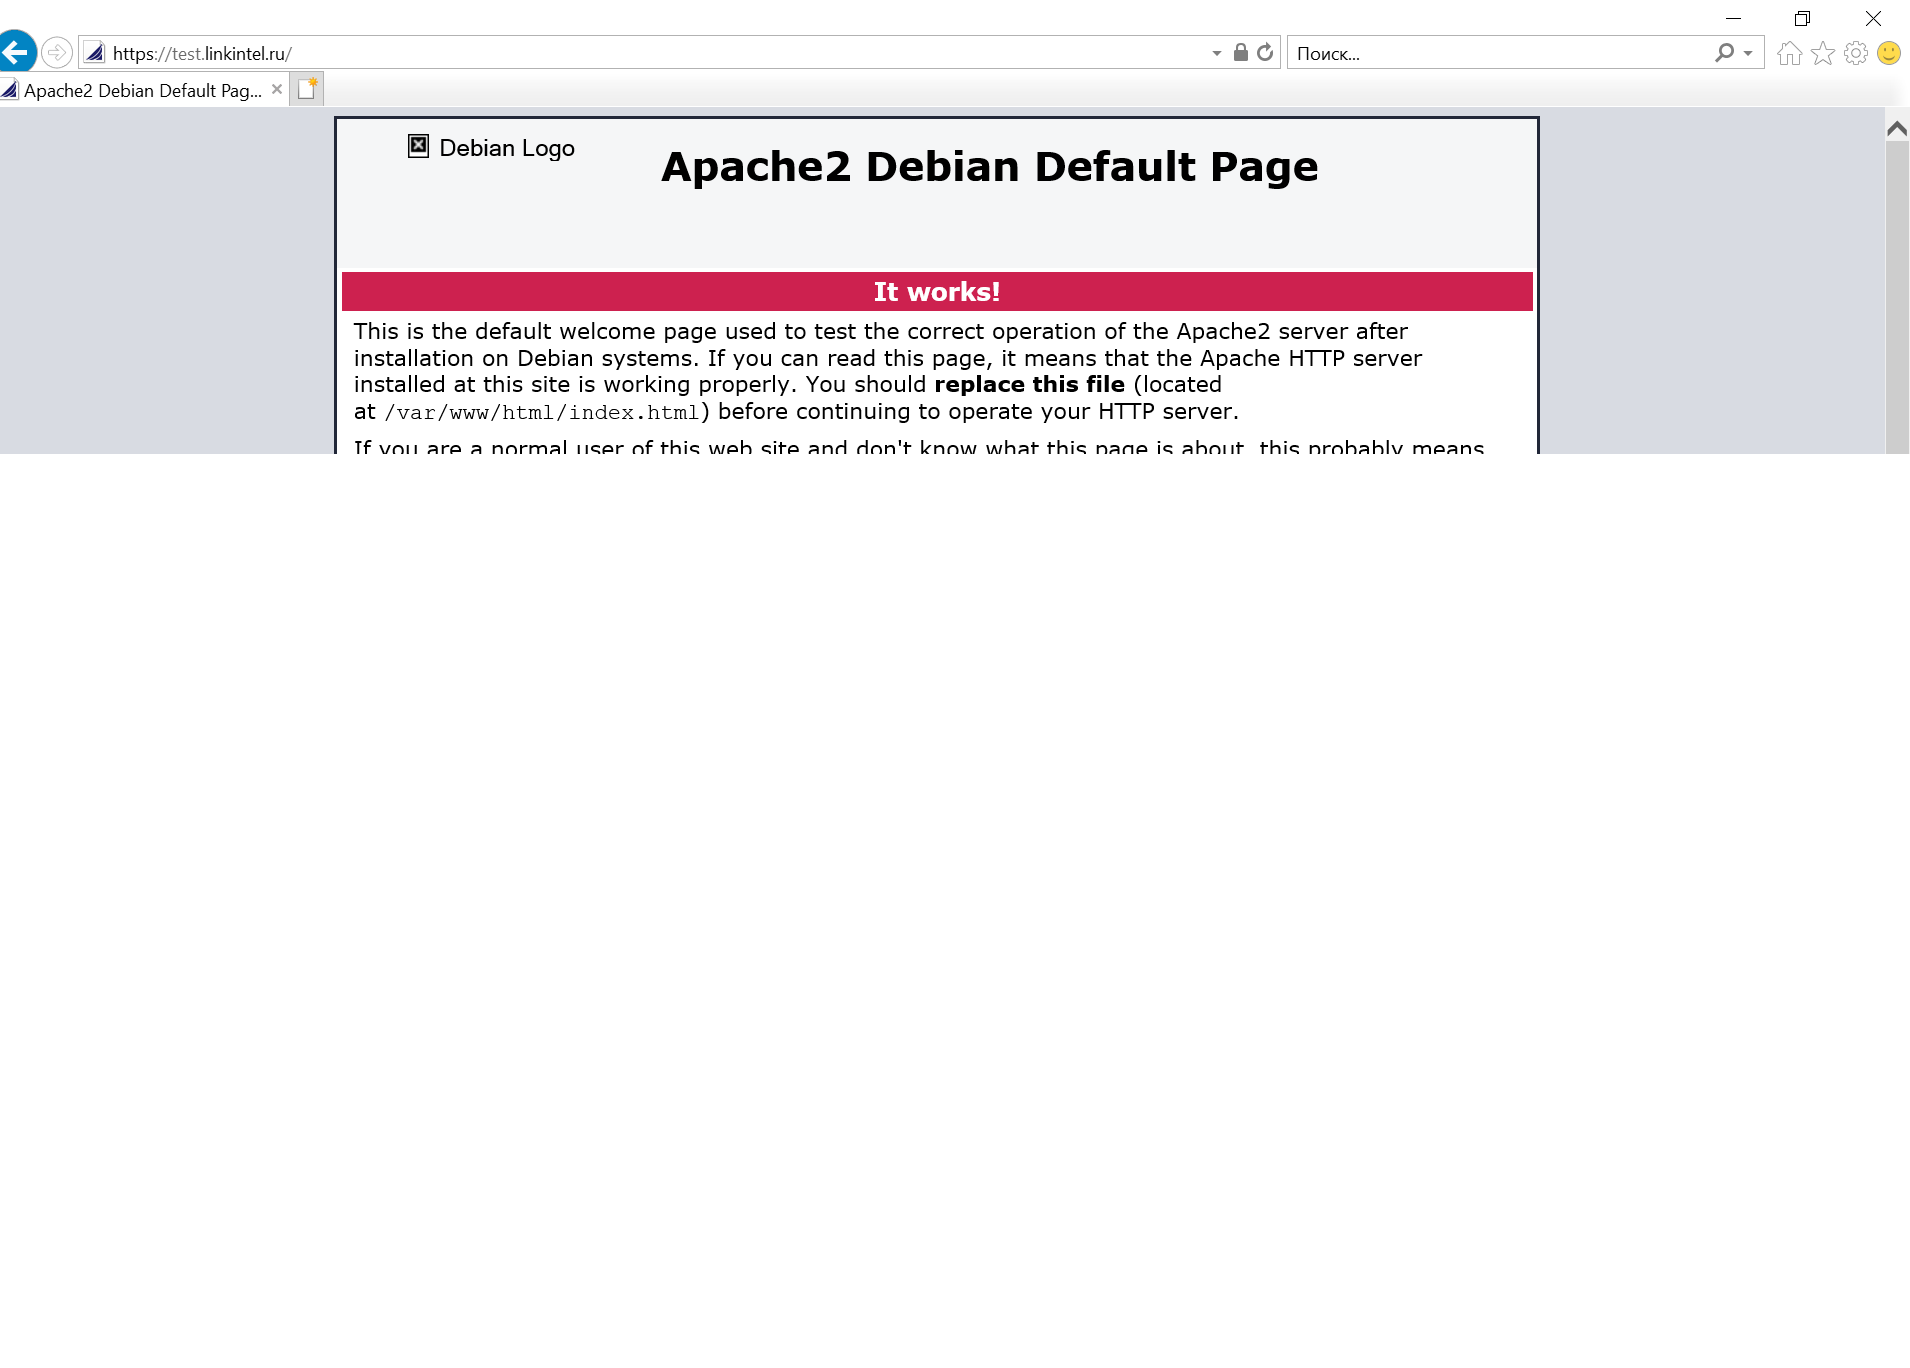 https://test.linkintel.ru/
Поиск...
Apache2 Debian Default Pag...
Debian Logo
Apache2 Debian Default Page
It works!
This is the default welcome page used to test the correct operation of the Apache2 server after
installation on Debian systems. If you can read this page, it means that the Apache HTTP server
installed at this site is working properly. You should replace this file (located
at /var/www/html/index.html) before continuing to operate your HTTP server.
If you are a normal user of this web site and don't know what this page is about, this probably means